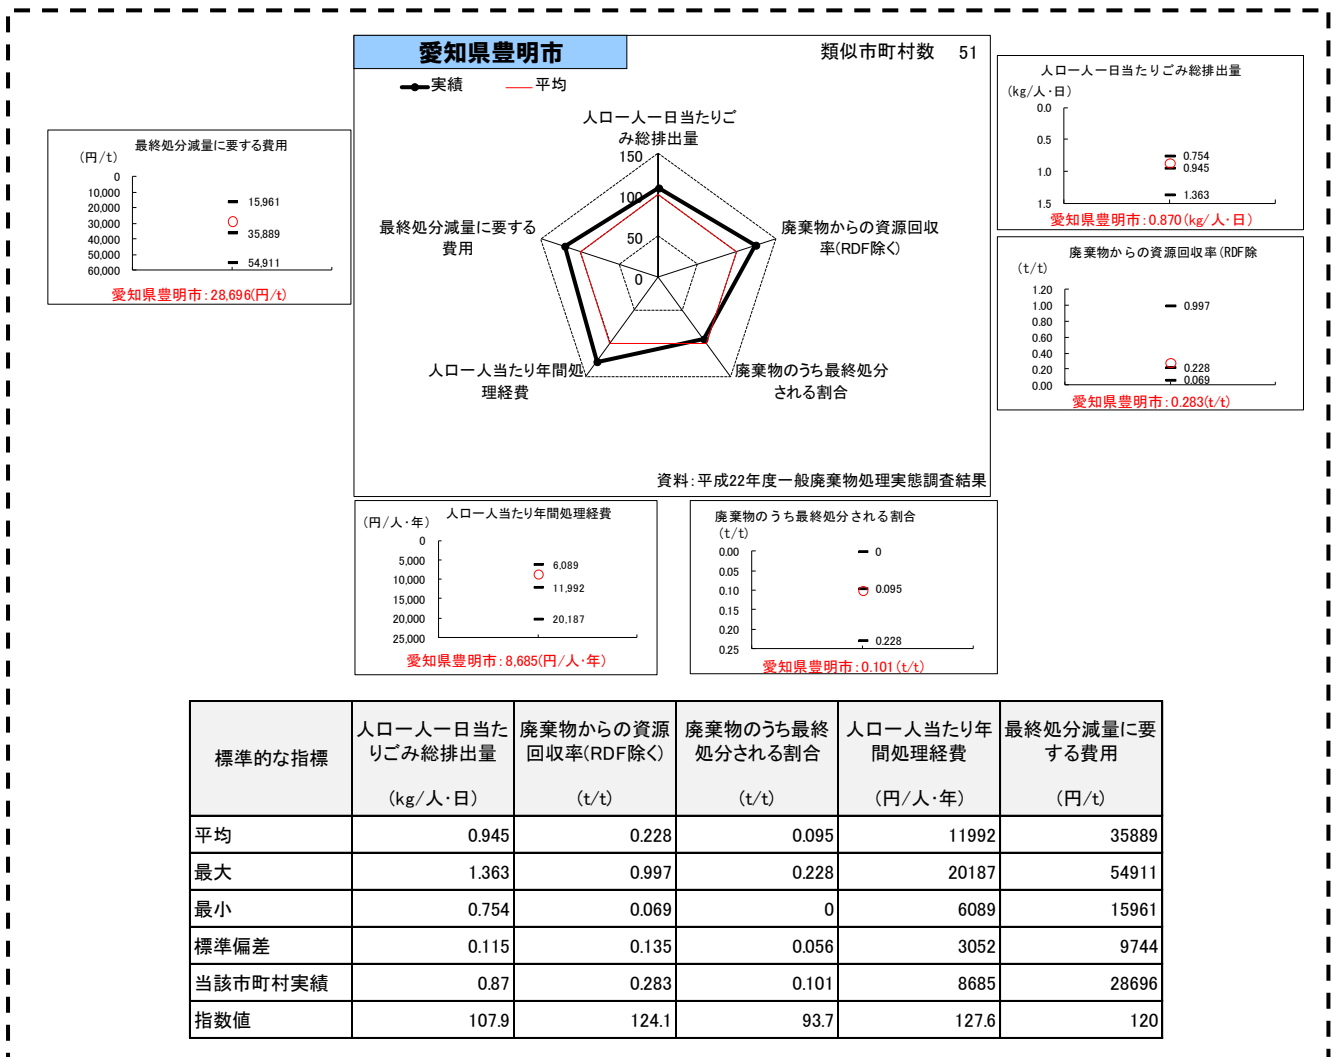 愛知県豊明市
類似市町村数 51
実績
平均
人口一人一日当たりご
み総排出量
150
100
50
0
廃棄物からの資源回収
率(RDF除く)
廃棄物のうち最終処分
される割合
人口一人当たり年間処
理経費
最終処分減量に要する
費用
資料:平成22年度一般廃棄物処理実態調査結果
最終処分減量に要する費用
(円/t)
0
10,000
20,000
30,000
40,000
50,000
60,000
15,961
35,889
54,911
愛知県豊明市:28,696(円/t)
人口一人一日当たりごみ総排出量
(kg/人・日)
0.0
0.5
1.0
1.5
0.754
0.945
1.363
愛知県豊明市:0.870(kg/人・日)
廃棄物からの資源回収率(RDF除
(t/t)
1.20
1.00
0.80
0.60
0.40
0.20
0.00
0.997
0.228
0.069
愛知県豊明市:0.283(t/t)
人口一人当たり年間処理経費
(円/人・年)
0
5,000
10,000
15,000
20,000
25,000
6,089
11,992
20,187
愛知県豊明市:8,685(円/人・年)
廃棄物のうち最終処分される割合
(t/t)
0.00
0.05
0.10
0.15
0.20
0.25
0
0.095
0.228
愛知県豊明市:0.101(t/t)
標準的な指標
人口一人一日当た
りごみ総排出量
(kg/人・日)
廃棄物からの資源
回収率(RDF除く)
(t/t)
廃棄物のうち最終
処分される割合
(t/t)
人口一人当たり年
間処理経費
(円/人・年)
最終処分減量に要
する費用
(円/t)
平均 0.945 0.228 0.095 11992 35889
最大 1.363 0.997 0.228 20187 54911
最小 0.754 0.069 0 6089 15961
標準偏差 0.115 0.135 0.056 3052 9744
当該市町村実績 0.87 0.283 0.101 8685 28696
指数値 107.9 124.1 93.7 127.6 120